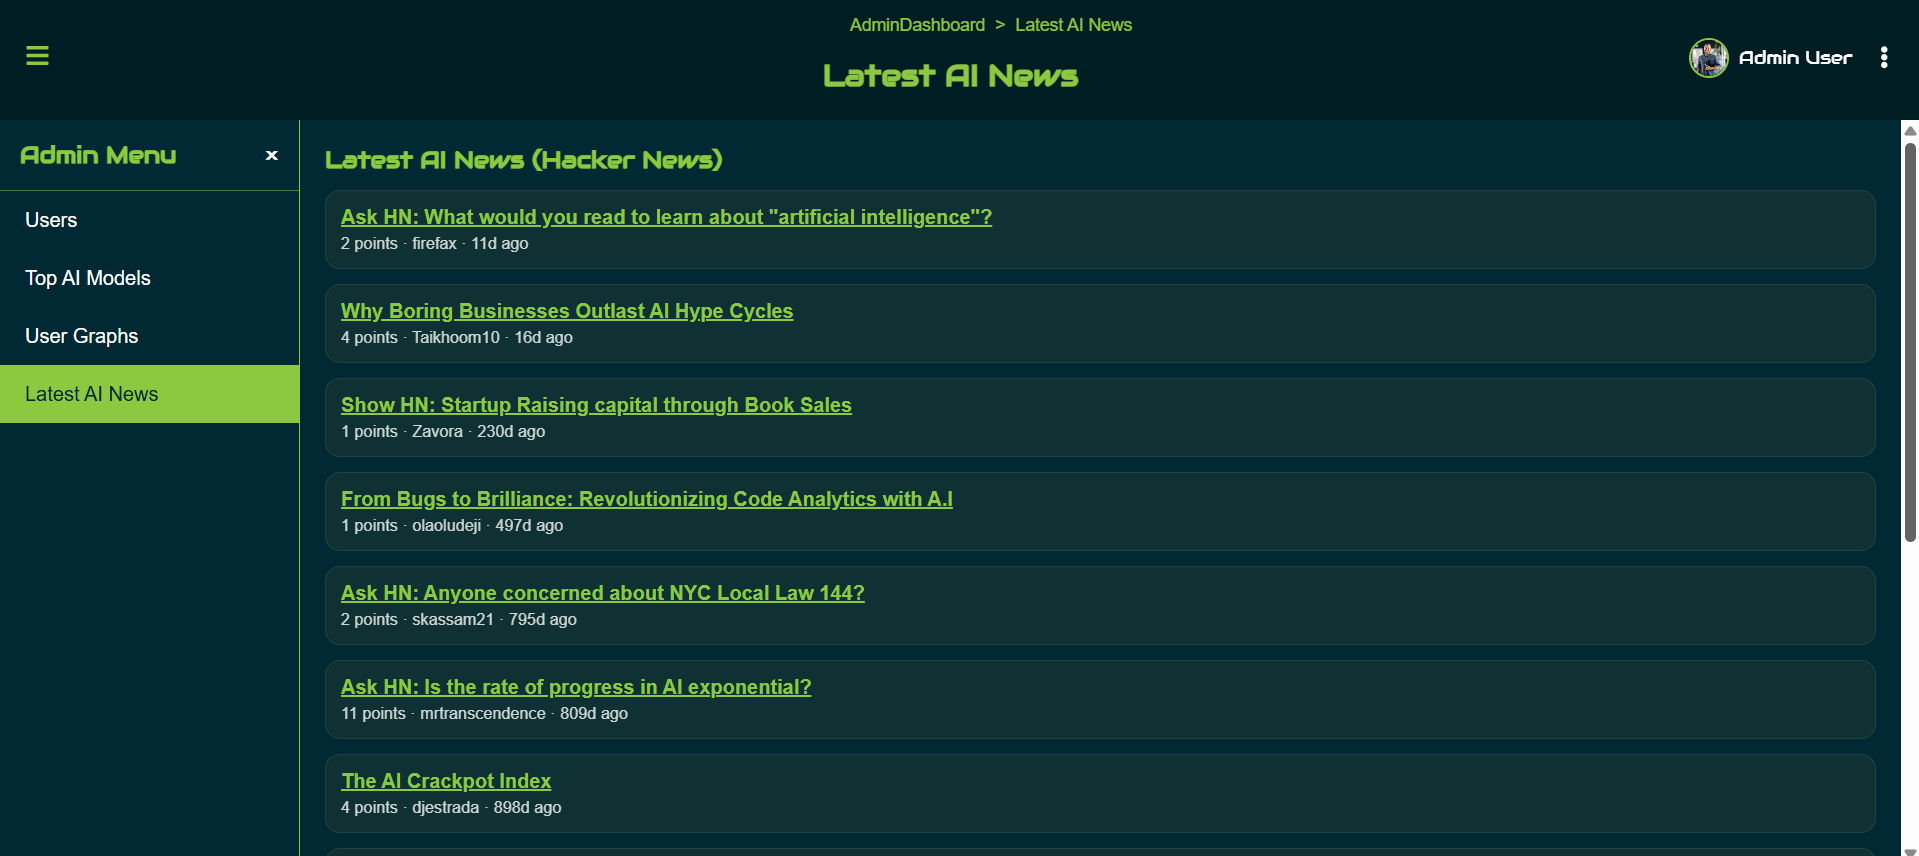 AdminDashboard > Latest AI News
Latest AI News
Admin User
Admin Menu x
Users
Top AI Models
User Graphs
Latest AI News
Latest AI News (Hacker News)
Ask HN: What would you read to learn about "artificial intelligence"?
2 points · firefax · 11d ago
Why Boring Businesses Outlast AI Hype Cycles
4 points · Taikhoom10 · 16d ago
Show HN: Startup Raising capital through Book Sales
1 points · Zavora · 230d ago
From Bugs to Brilliance: Revolutionizing Code Analytics with A.I
1 points · olaoludeji · 497d ago
Ask HN: Anyone concerned about NYC Local Law 144?
2 points · skassam21 · 795d ago
Ask HN: Is the rate of progress in AI exponential?
11 points · mrtranscendence · 809d ago
The AI Crackpot Index
4 points · djestrada · 898d ago